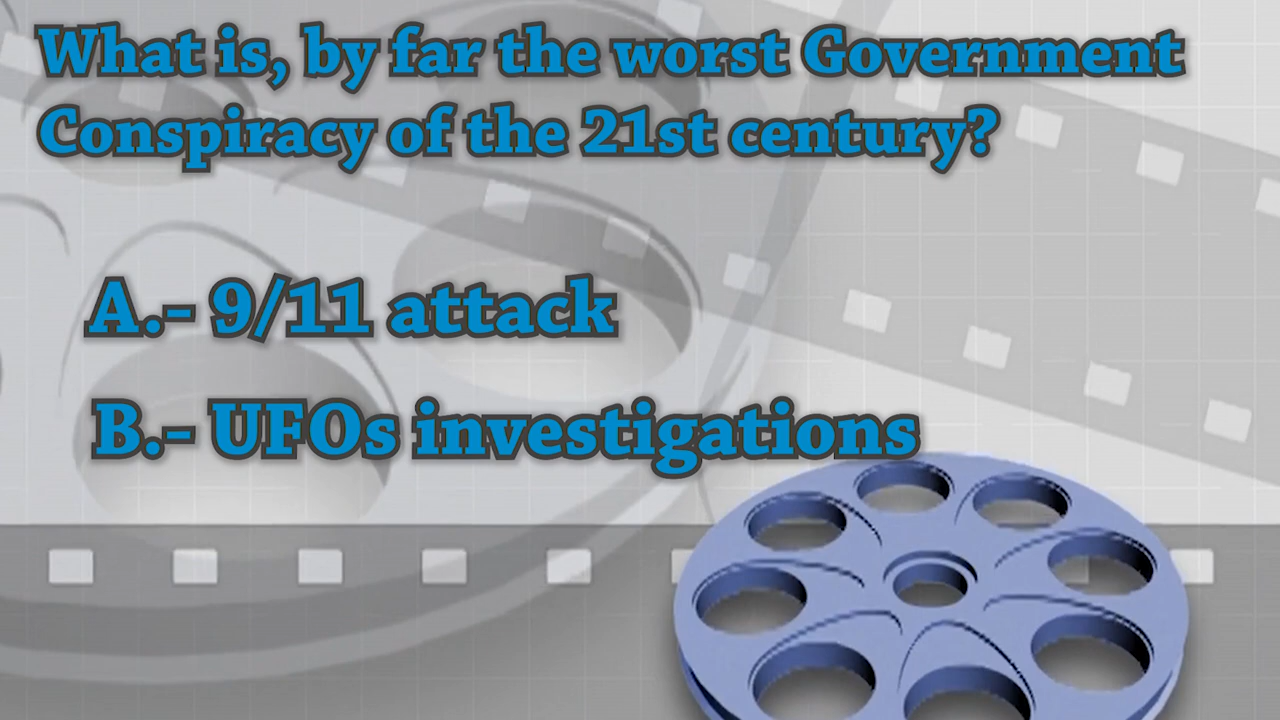 What is, by far the worst Government
Conspiracy of the 21st century?
A.- 9/11 attack
B.- UFOs investigations